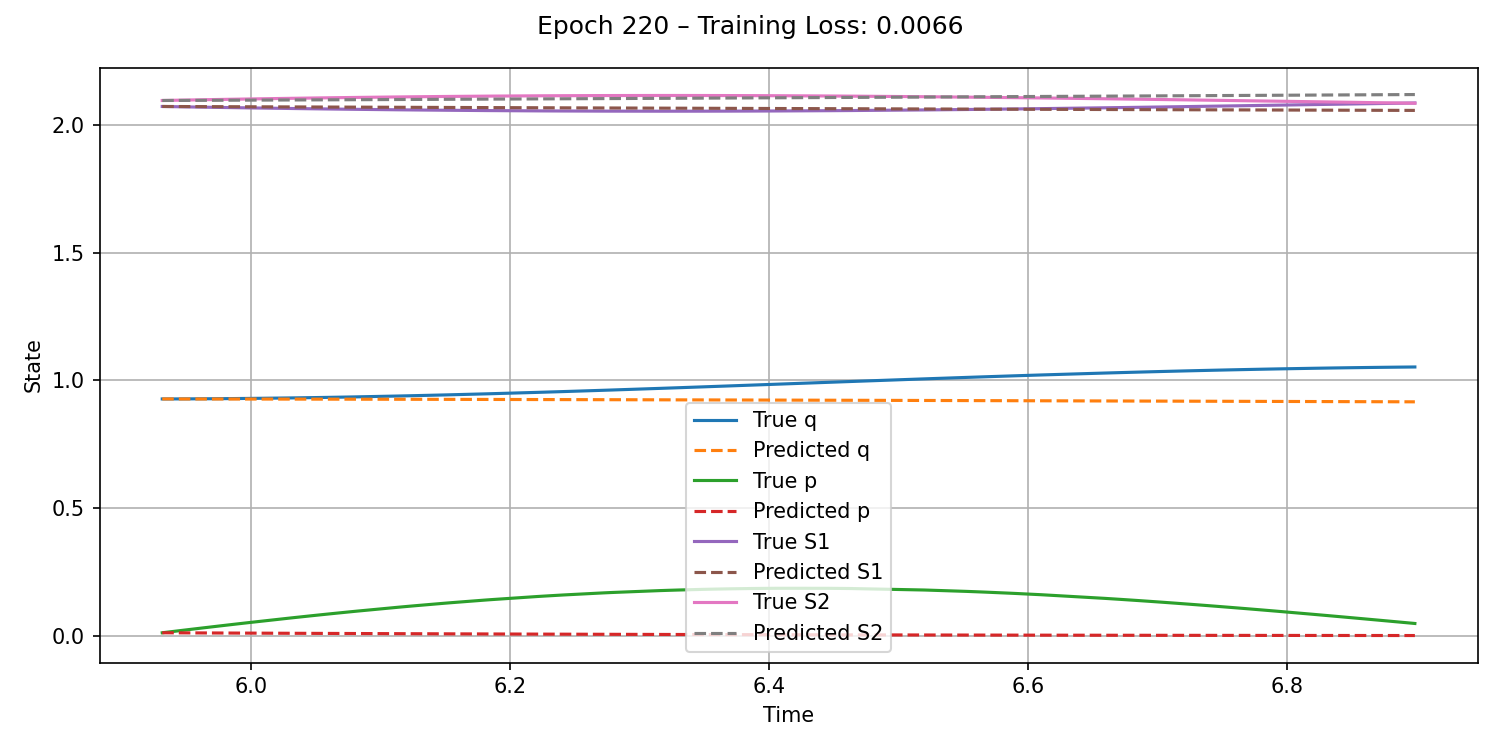 Epoch 220 – Training Loss: 0.0066
State
2.0
1.5
1.0
0.5
0.0
True q
Predicted q
True p
Predicted p
True S1
Predicted S1
True S2
Predicted S2
6.0 6.2 6.4 6.6 6.8
Time